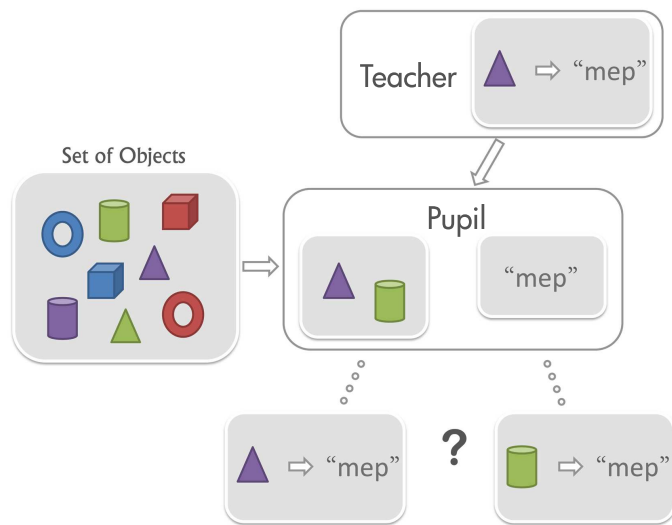 Teacher
“mep”
Set of Objects
Pupil
“mep”
“mep”
?
“mep”